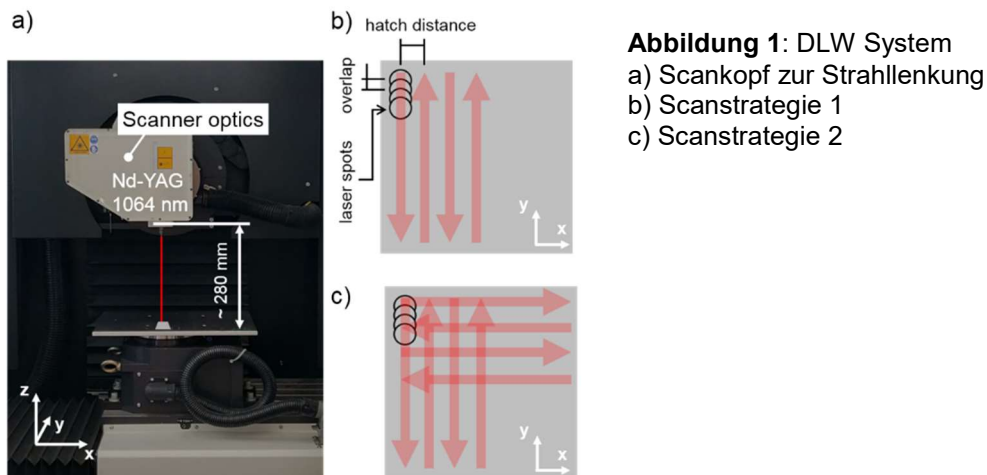 a)
Scanner optics
Nd-YAG
1064 nm
~ 280 mm
z
y
x
b)
hatch distance
overlap
laser spots
y
x
c)
y
x
Abbildung 1: DLW System
a) Scankopf zur Strahllenkung
b) Scanstrategie 1
c) Scanstrategie 2